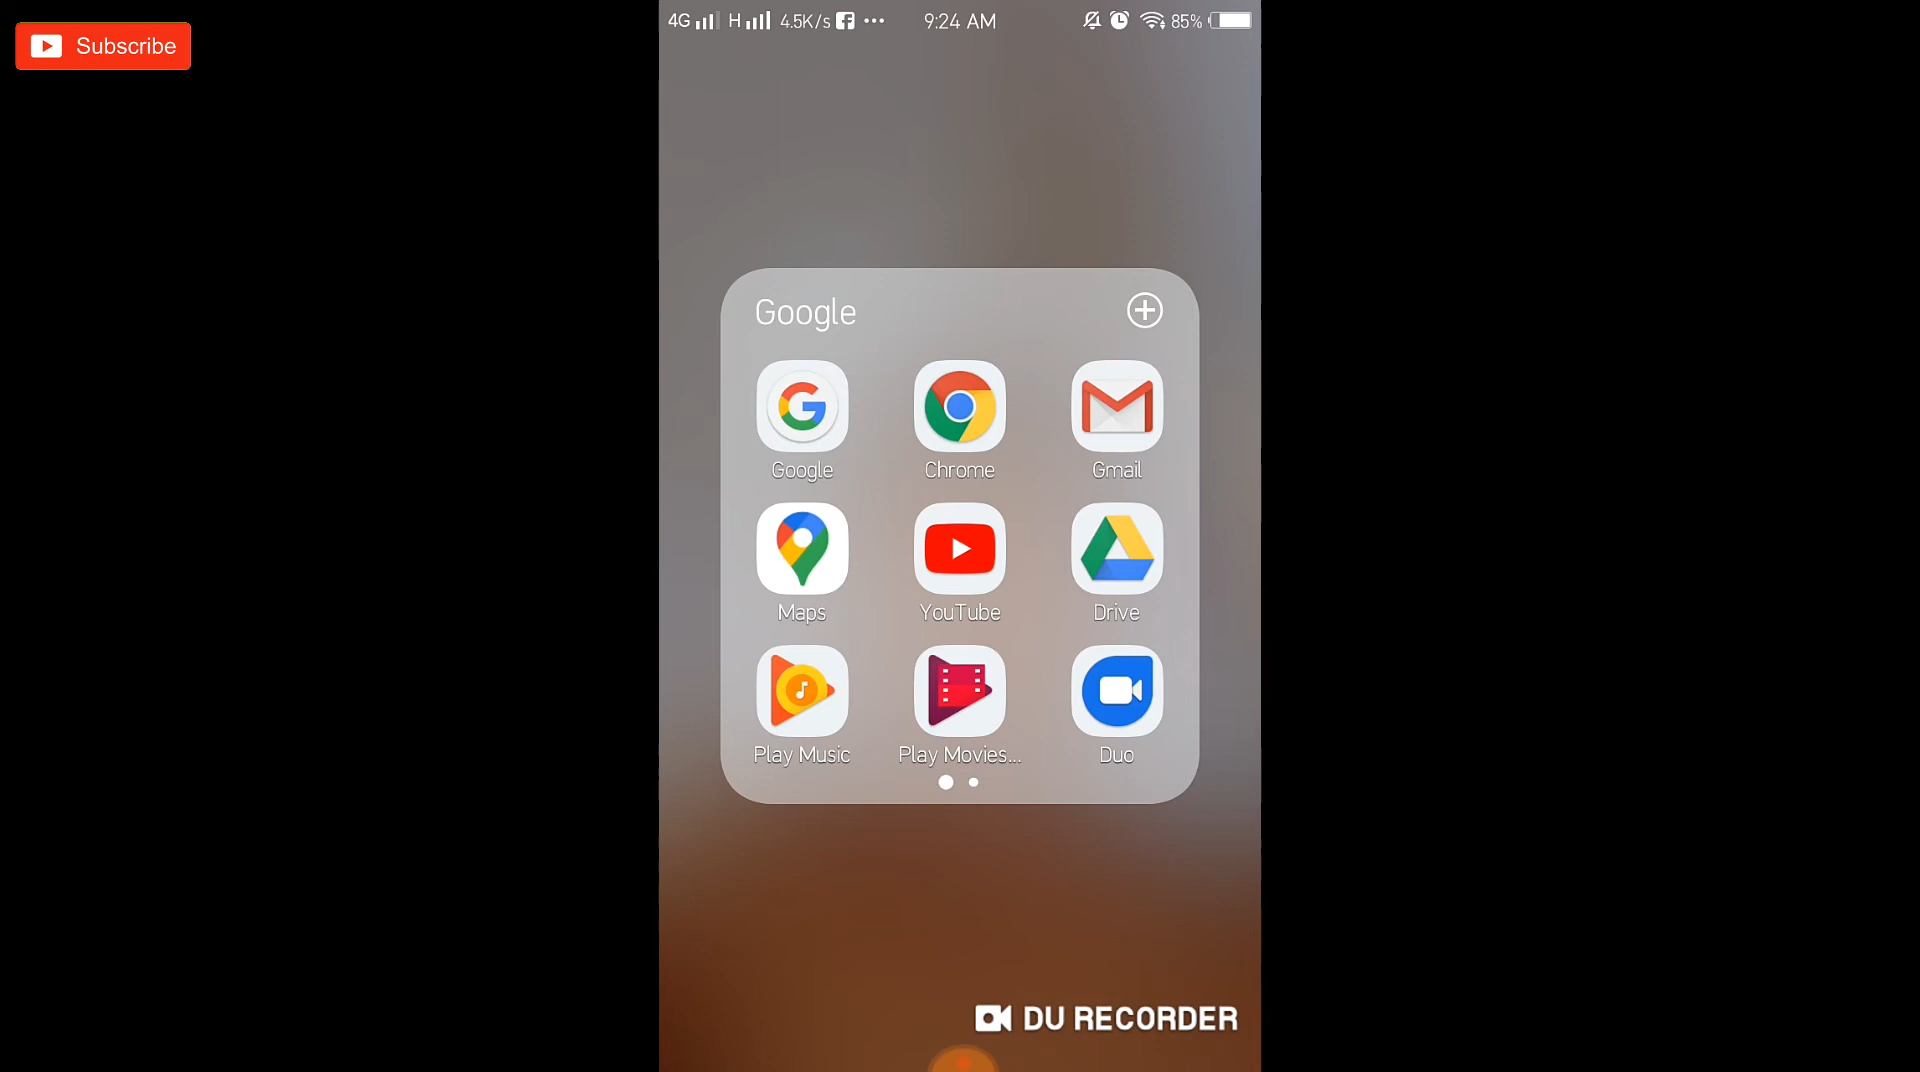 Subscribe
4G H 4.5K/s 9:24 AM 85%
Google
Google Chrome Gmail
Maps YouTube Drive
Play Music Play Movies... Duo
DU RECORDER